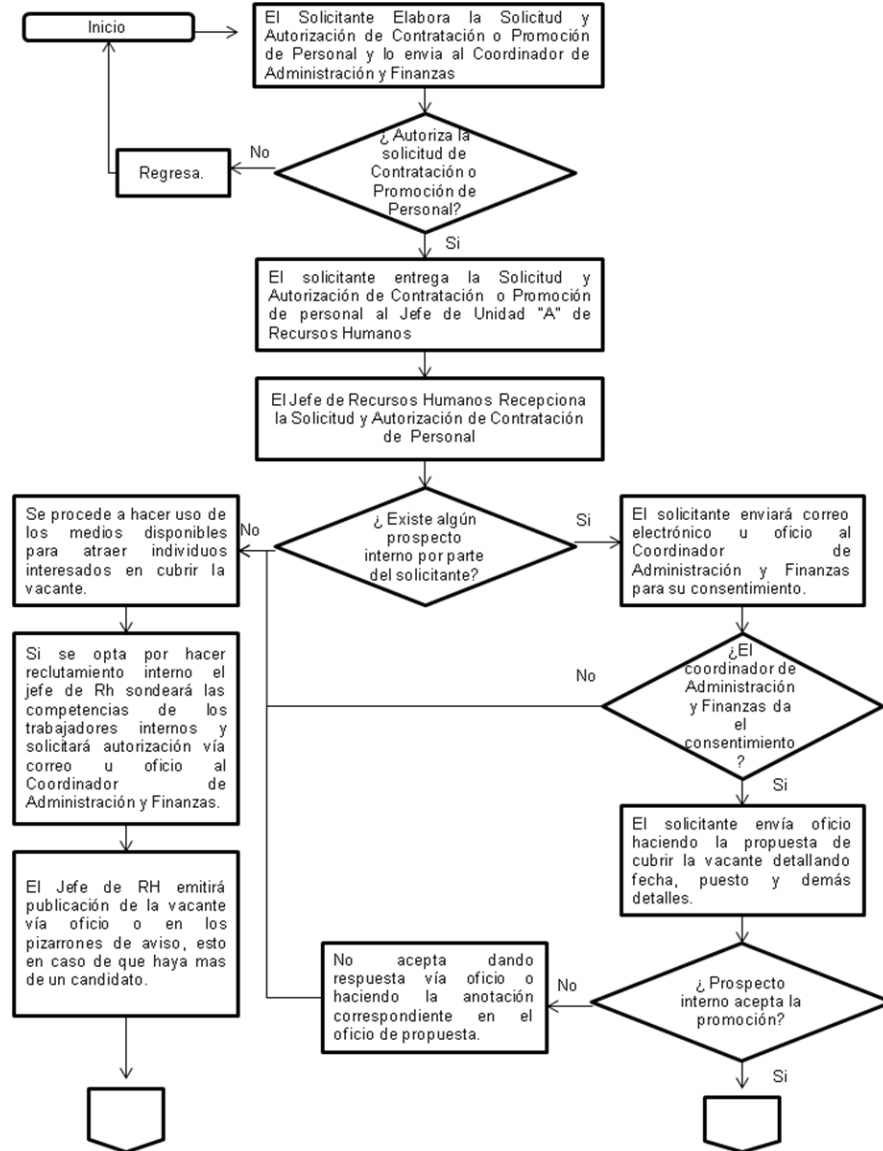 Inicio
El Solicitante Elabora la Solicitud y
Autorización de Contratación o Promoción
de Personal y lo envia al Coordinador de
Administración y Finanzas
¿ Autoriza la
solicitud de
Contratación o
Promoción de
Personal?
No
Regresa.
Si
El solicitante entrega la Solicitud y
Autorización de Contratación o Promoción
de personal al Jefe de Unidad "A" de
Recursos Humanos
El Jefe de Recursos Humanos Recepciona
la Solicitud y Autorización de Contratación
de Personal
¿ Existe algún
prospecto
interno por parte
del solicitante?
No
Si
Se procede a hacer uso de
los medios disponibles
para atraer individuos
interesados en cubrir la
vacante.
El solicitante enviará correo
electrónico u oficio al
Coordinador de
Administración y Finanzas
para su consentimiento.
Si se opta por hacer
reclutamiento interno el
jefe de Rh sondeará las
competencias de los
trabajadores internos y
solicitará autorización vía
correo u oficio al
Coordinador de
Administración y Finanzas.
¿El
coordinador de
Administración
y Finanzas da
el
consentimiento
?
No
Si
El solicitante envía oficio
haciendo la propuesta de
cubrir la vacante detallando
fecha, puesto y demás
detalles.
El Jefe de RH emitirá
publicación de la vacante
vía oficio o en los
pizarrones de aviso, esto
en caso de que haya mas
de un candidato.
No acepta dando
respuesta vía oficio o
haciendo la anotación
correspondiente en el
oficio de propuesta.
No
¿ Prospecto
interno acepta la
promoción?
Si